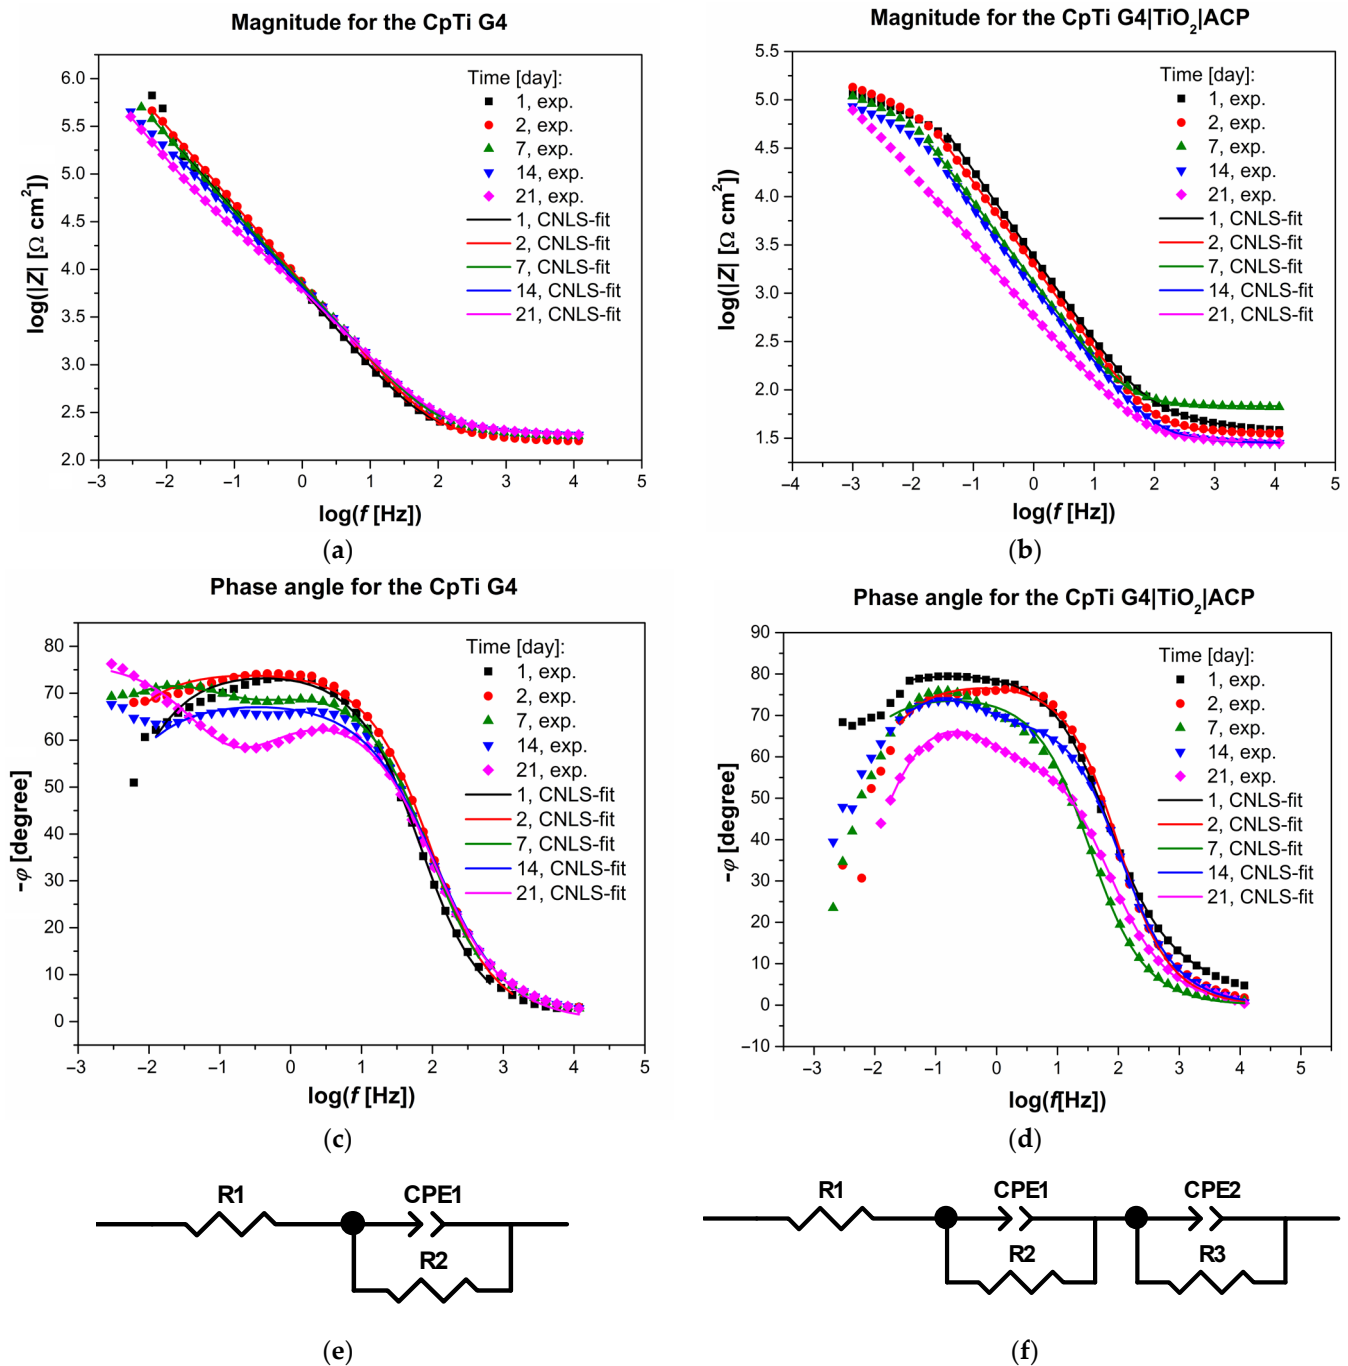 Magnitude for the CpTi G4
6.0
5.5
5.0
4.5
4.0
3.5
3.0
2.5
2.0
log(|Z| [Ω cm²])
Time [day]:
1, exp.
2, exp.
7, exp.
14, exp.
21, exp.
1, CNLS-fit
2, CNLS-fit
7, CNLS-fit
14, CNLS-fit
21, CNLS-fit
−3 −2 −1 0 1 2 3 4 5
log(f [Hz])
(a)
Magnitude for the CpTi G4|TiO₂|ACP
5.5
5.0
4.5
4.0
3.5
3.0
2.5
2.0
1.5
log(|Z| [Ω cm²])
Time [day]:
1, exp.
2, exp.
7, exp.
14, exp.
21, exp.
1, CNLS-fit
2, CNLS-fit
7, CNLS-fit
14, CNLS-fit
21, CNLS-fit
−4 −3 −2 −1 0 1 2 3 4 5
log(f [Hz])
(b)
Phase angle for the CpTi G4
80
70
60
50
40
30
20
10
0
-φ [degree]
Time [day]:
1, exp.
2, exp.
7, exp.
14, exp.
21, exp.
1, CNLS-fit
2, CNLS-fit
7, CNLS-fit
14, CNLS-fit
21, CNLS-fit
−3 −2 −1 0 1 2 3 4 5
log(f [Hz])
(c)
Phase angle for the CpTi G4|TiO₂|ACP
90
80
70
60
50
40
30
20
10
0
−10
-φ [degree]
Time [day]:
1, exp.
2, exp.
7, exp.
14, exp.
21, exp.
1, CNLS-fit
2, CNLS-fit
7, CNLS-fit
14, CNLS-fit
21, CNLS-fit
−3 −2 −1 0 1 2 3 4 5
log(f[Hz])
(d)
R1 CPE1
R2
(e)
R1 CPE1 CPE2
R2 R3
(f)